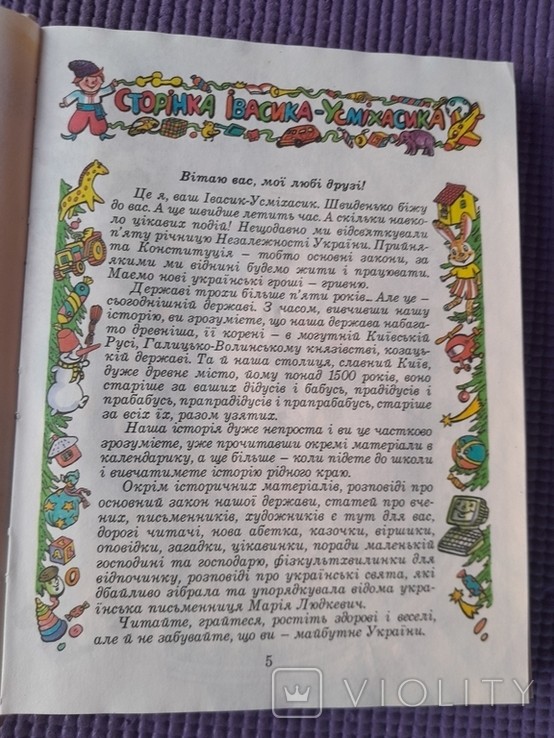 СТОРІНКА ІВАСИКА-УСМІХАСИКА
Вітаю вас, мої любі друзі!
Це я, ваш Івасик-Усміхасик. Швиденько біжу
до вас. А ще швидше летить час. А скільки навко-
ло цікавих подій! Нещодавно ми відсвяткували
п'яту річницю Незалежності України. Прийня-
та Конституція – тобто основні закони, за
якими ми віднині будемо жити і працювати.
Маємо нові українські гроші – гривню.
Державі трохи більше п'яти років... Але це –
сьогоднішній державі. З часом, вивчивши нашу
історію, ви зрозумієте, що наша держава набага-
то древніша, її корені – в могутній Київській
Русі, Галицько-Волинському князівстві, козаць-
кій державі. Та й наша столиця, славний Київ,
дуже древнє місто, йому понад 1500 років, воно
старіше за ваших дідусів і бабусь, прадідусів і
прабабусь, прапрадідусів і прапрабабусь, старіше
за всіх їх, разом узятих.
Наша історія дуже непроста і ви це частково
зрозумієте, уже прочитавши окремі матеріали в
календарику, а ще більше – коли підете до школи
і вивчатимете історію рідного краю.
Окрім історичних матеріалів, розповіді про
основний закон нашої держави, статей про вче-
них, письменників, художників є тут для вас,
дорогі читачі, нова абетка, казочки, віршики,
оповідки, загадки, цікавинки, поради маленькій
господині та господарю, фізкультхвилинки для
відпочинку, розповіді про українські свята, які
дбайливо зібрала та упорядкувала відома укра-
їнська письменниця Марія Людкевич.
Читайте, грайтеся, ростіть здорові і веселі,
але й не забувайте, що ви – майбутнє України.
5
VIOLITY